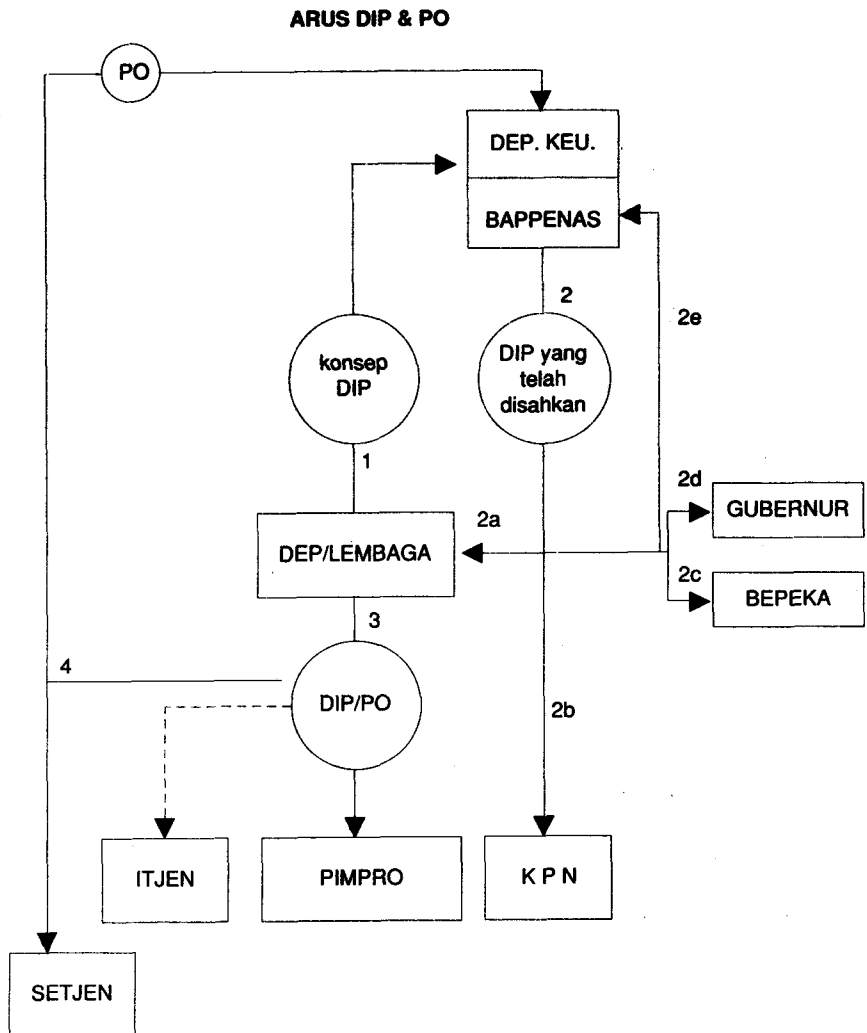 ARUS DIP & PO
PO
DEP. KEU.
BAPPENAS
2
2e
konsep
DIP
DIP yang
telah
disahkan
1
2d
GUBERNUR
2a
DEP/LEMBAGA
2c
BEPEKA
3
4
DIP/PO
2b
ITJEN
PIMPRO
K P N
SETJEN